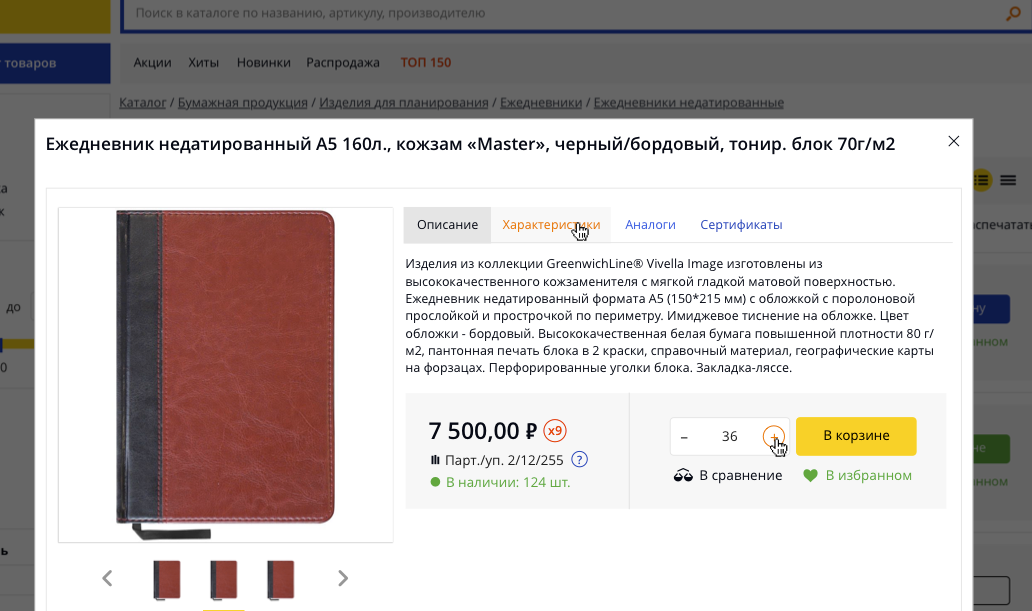 Поиск в каталоге по названию, артикулу, производителю
товаров
Акции Хиты Новинки Распродажа ТОП 150
Каталог / Бумажная продукция / Изделия для планирования / Ежедневники / Ежедневники недатированные
Ежедневник недатированный А5 160л., кожзам «Master», черный/бордовый, тонир. блок 70г/м2
Описание Характеристики Аналоги Сертификаты
Изделия из коллекции GreenwichLine® Vivella Image изготовлены из
высококачественного кожзаменителя с мягкой гладкой матовой поверхностью.
Ежедневник недатированный формата А5 (150*215 мм) с обложкой с поролоновой
прослойкой и прострочкой по периметру. Имиджевое тиснение на обложке. Цвет
обложки - бордовый. Высококачественная белая бумага повышенной плотности 80 г/
м2, пантонная печать блока в 2 краски, справочный материал, географические карты
на форзацах. Перфорированные уголки блока. Закладка-ляссе.
до
7 500,00 ₽ x9
– 36 +
В корзине
Парт./уп. 2/12/255 ?
В наличии: 124 шт.
В сравнение
В избранном